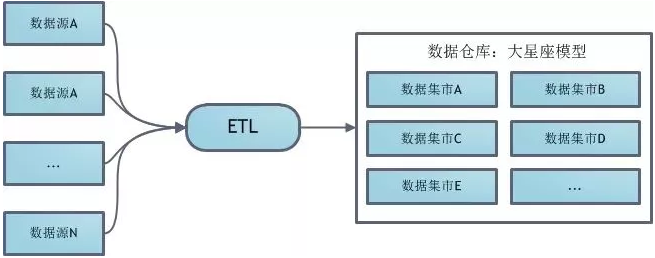 数据源A
数据源A
...
数据源N
ETL
数据仓库：大星座模型
数据集市A
数据集市B
数据集市C
数据集市D
数据集市E
...